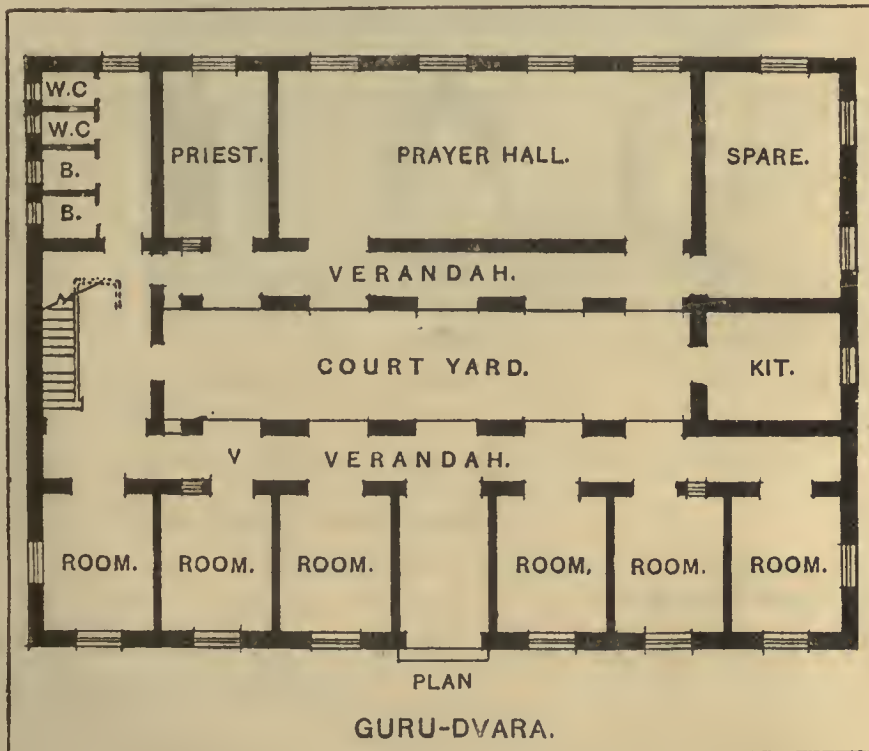 W.C
W.C
PRIEST. PRAYER HALL. SPARE.
B.
B.
VERANDAH.
COURT YARD. KIT.
V VERANDAH.
ROOM. ROOM. ROOM. ROOM, ROOM. ROOM.
PLAN
GURU-DVARA.